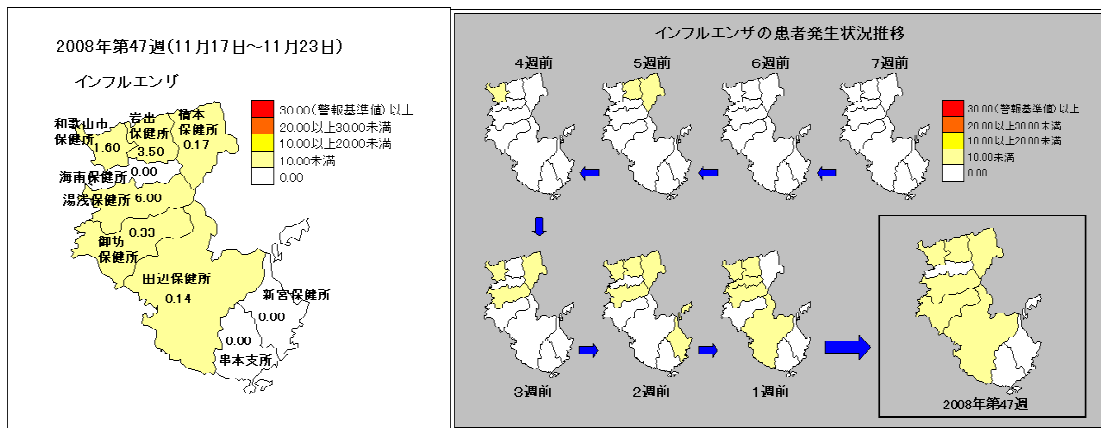 2008年第47週(11月17日～11月23日)
インフルエンザ
30.00(警報基準値)以上
20.00以上30.00未満
10.00以上20.00未満
10.00未満
0.00
和歌山市
保健所
1.60
岩出
保健所
3.50
橋本
保健所
0.17
海南保健所
0.00
湯浅保健所
6.00
御坊
保健所
0.33
田辺保健所
0.14
新宮保健所
0.00
0.00
串本支所
インフルエンザの患者発生状況推移
4週前
5週前
6週前
7週前
30.00(警報基準値)以上
20.00以上30.00未満
10.00以上20.00未満
10.00未満
0.00
3週前
2週前
1週前
2008年第47週